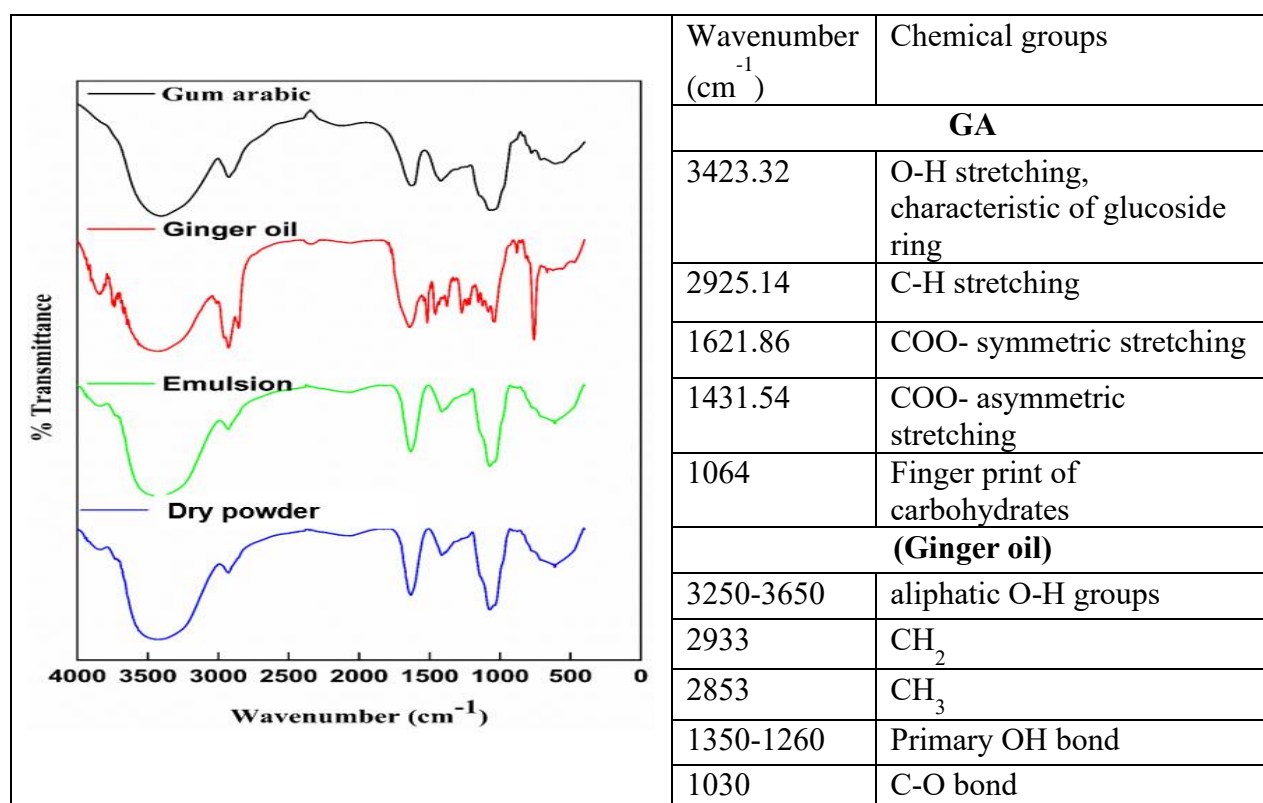 Gum arabic
Ginger oil
Emulsion
Dry powder
% Transmittance
4000 3500 3000 2500 2000 1500 1000 500 0
Wavenumber (cm⁻¹)
Wavenumber
(cm⁻¹)
Chemical groups
GA
3423.32
O-H stretching,
characteristic of glucoside
ring
2925.14
C-H stretching
1621.86
COO- symmetric stretching
1431.54
COO- asymmetric
stretching
1064
Finger print of
carbohydrates
(Ginger oil)
3250-3650
aliphatic O-H groups
2933
CH₂
2853
CH₃
1350-1260
Primary OH bond
1030
C-O bond